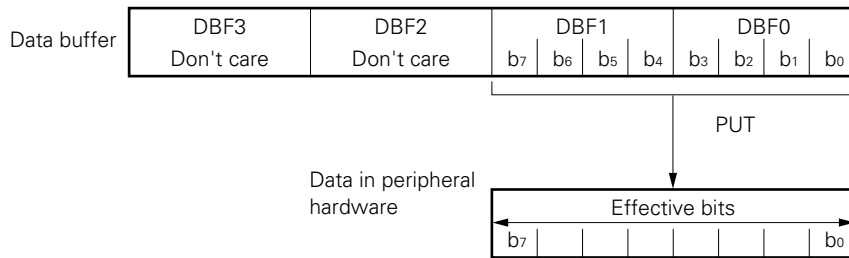 DBF3 DBF2 DBF1 DBF0
Data buffer
Don't care Don't care b7 b6 b5 b4 b3 b2 b1 b0
PUT
Data in peripheral
hardware
Effective bits
b7 b0